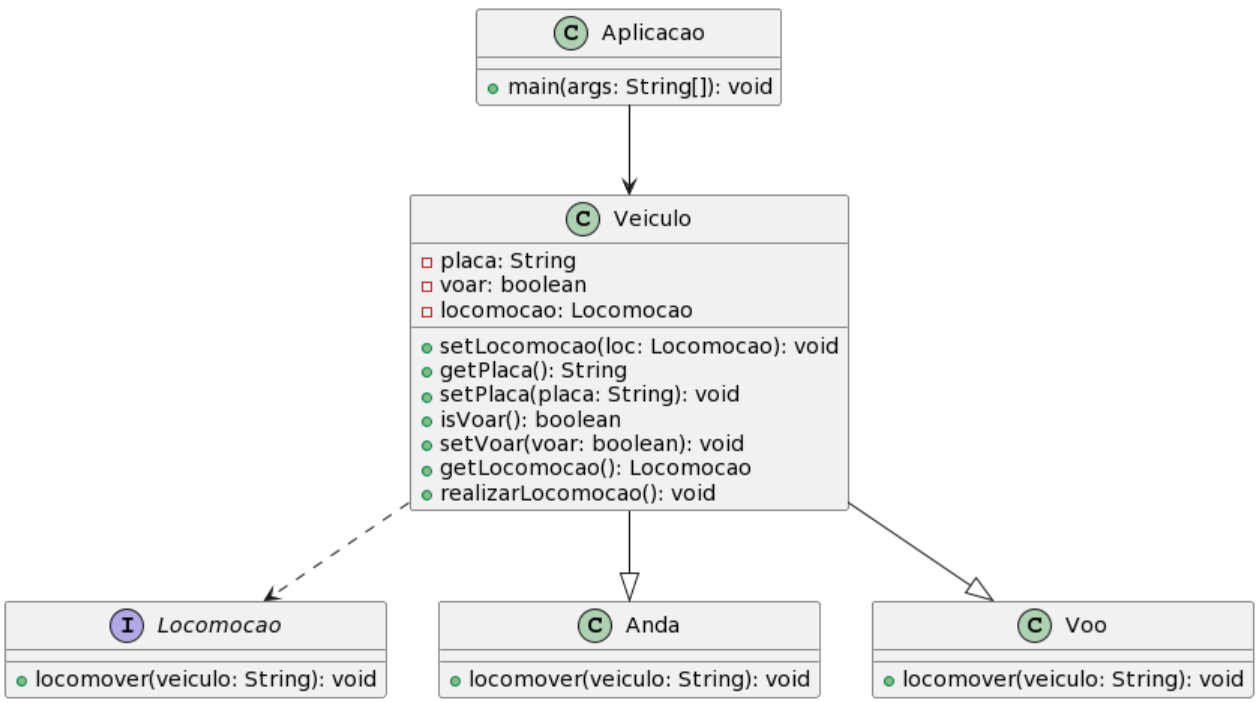 C Aplicacao
main(args: String[]): void
C Veiculo
placa: String
voar: boolean
locomocao: Locomocao
setLocomocao(loc: Locomocao): void
getPlaca(): String
setPlaca(placa: String): void
isVoar(): boolean
setVoar(voar: boolean): void
getLocomocao(): Locomocao
realizarLocomocao(): void
I Locomocao
locomover(veiculo: String): void
C Anda
locomover(veiculo: String): void
C Voo
locomover(veiculo: String): void